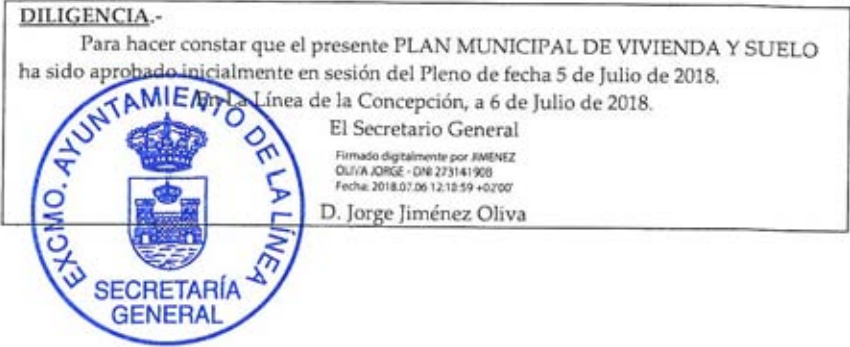 DILIGENCIA.-
Para hacer constar que el presente PLAN MUNICIPAL DE VIVIENDA Y SUELO
ha sido aprobado inicialmente en sesión del Pleno de fecha 5 de Julio de 2018.
En La Línea de la Concepción, a 6 de Julio de 2018.
El Secretario General
Firmado digitalmente por JIMENEZ
OLIVA JORGE - DNI 27314190B
Fecha: 2018.07.06 12:18:59 +02'00'
D. Jorge Jiménez Oliva
EXCMO. AYUNTAMIENTO DE LA LÍNEA
SECRETARÍA
GENERAL